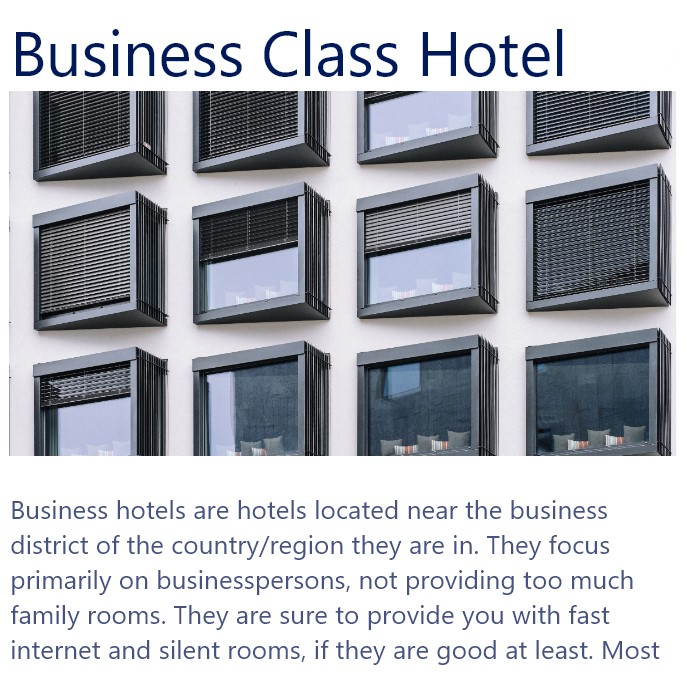 Business Class Hotel
Business hotels are hotels located near the business
district of the country/region they are in. They focus
primarily on businesspersons, not providing too much
family rooms. They are sure to provide you with fast
internet and silent rooms, if they are good at least. Most